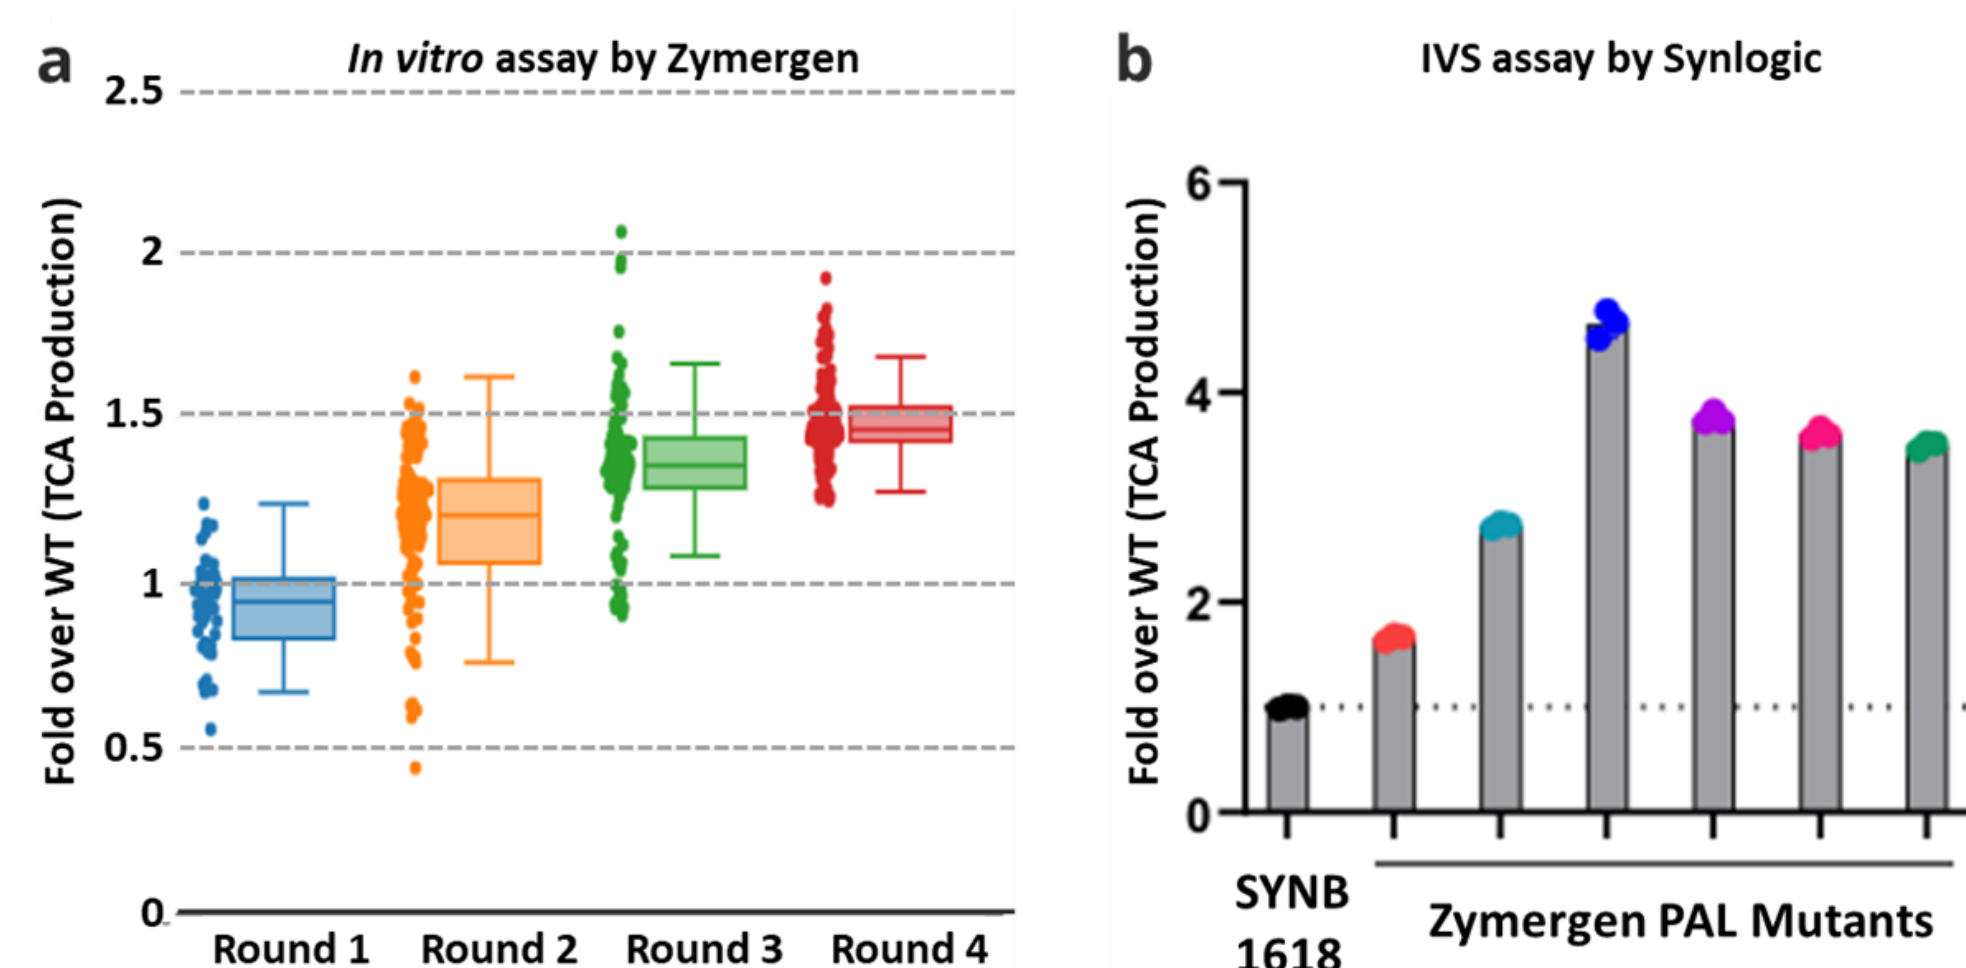 a
In vitro assay by Zymergen
2.5
2
1.5
1
0.5
0
Fold over WT (TCA Production)
Round 1
Round 2
Round 3
Round 4
b
IVS assay by Synlogic
6
4
2
0
Fold over WT (TCA Production)
SYNB
1618
Zymergen PAL Mutants